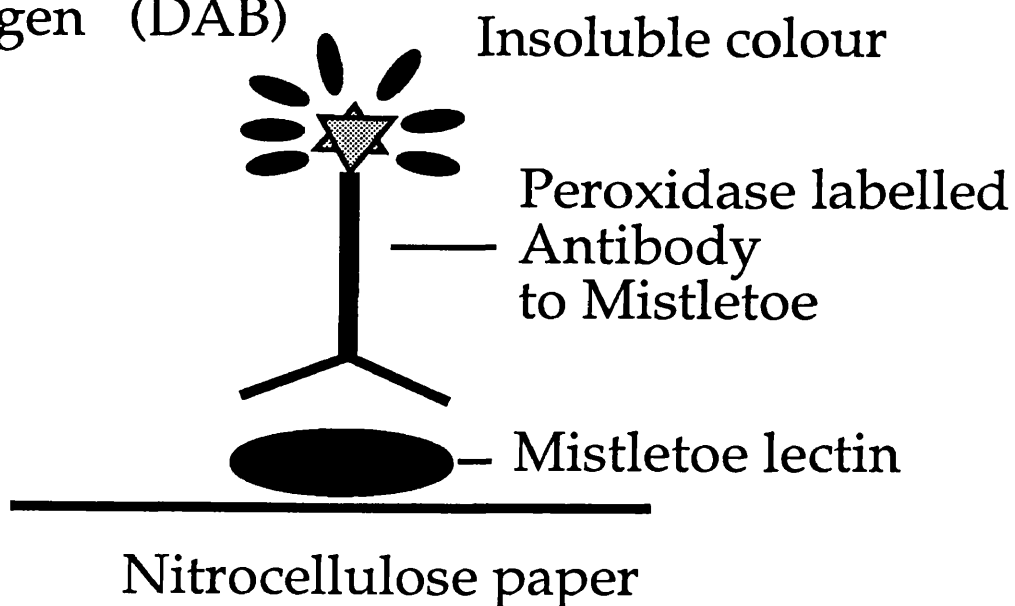 gen (DAB)
Insoluble colour
Peroxidase labelled
Antibody
to Mistletoe
Mistletoe lectin
Nitrocellulose paper